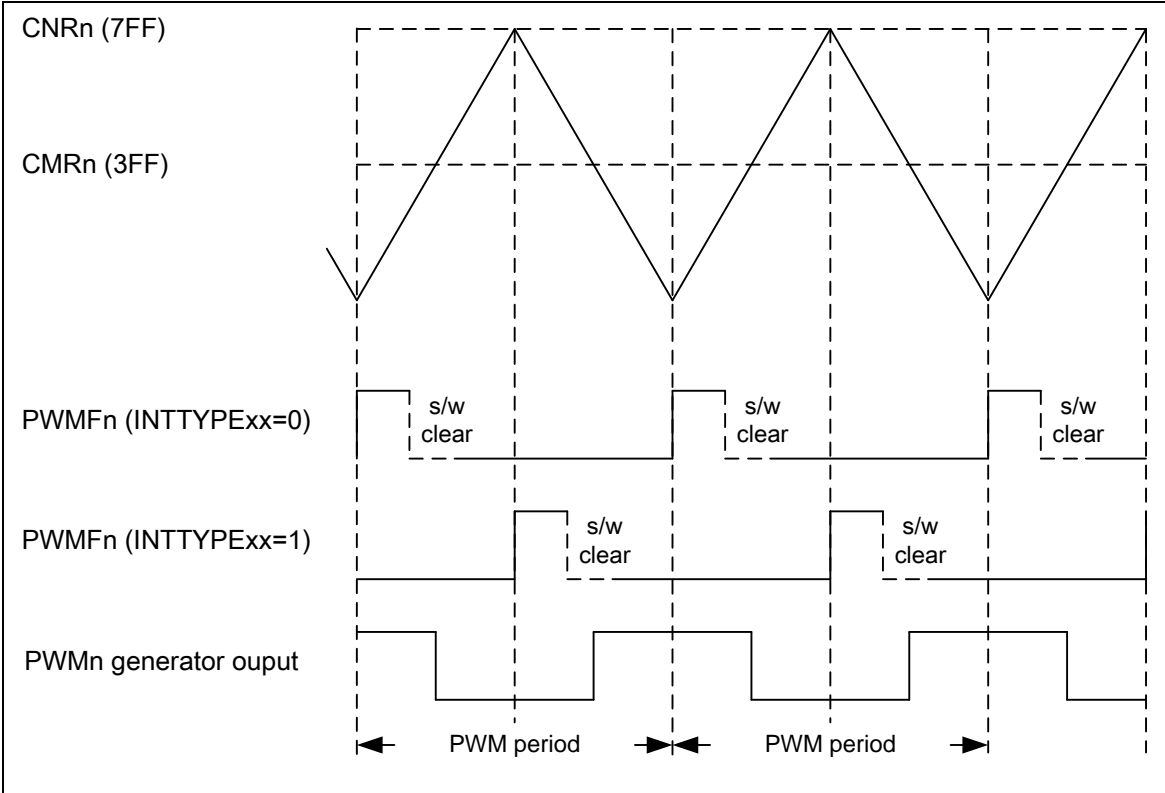 CNRn (7FF)
CMRn (3FF)
PWMFn (INTTYPExx=0)
s/w
clear
s/w
clear
s/w
clear
PWMFn (INTTYPExx=1)
s/w
clear
s/w
clear
PWMn generator ouput
PWM period
PWM period